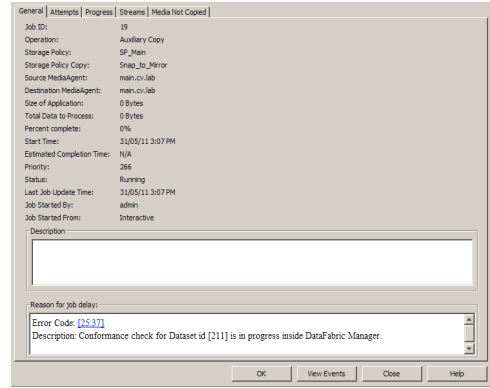 General Attempts Progress Streams Media Not Copied
Job ID: 19
Operation: Auxiliary Copy
Storage Policy: SP_Main
Storage Policy Copy: Snap_to_Mirror
Source MediaAgent: main.cv.lab
Destination MediaAgent: main.cv.lab
Size of Application: 0 Bytes
Total Data to Process: 0 Bytes
Percent complete: 0%
Start Time: 31/05/11 3:07 PM
Estimated Completion Time: N/A
Priority: 266
Status: Running
Last Job Update Time: 31/05/11 3:07 PM
Job Started By: admin
Job Started From: Interactive
Description
Reason for job delay:
Error Code: [25:37]
Description: Conformance check for Dataset id [211] is in progress inside DataFabric Manager.
OK View Events Close Help